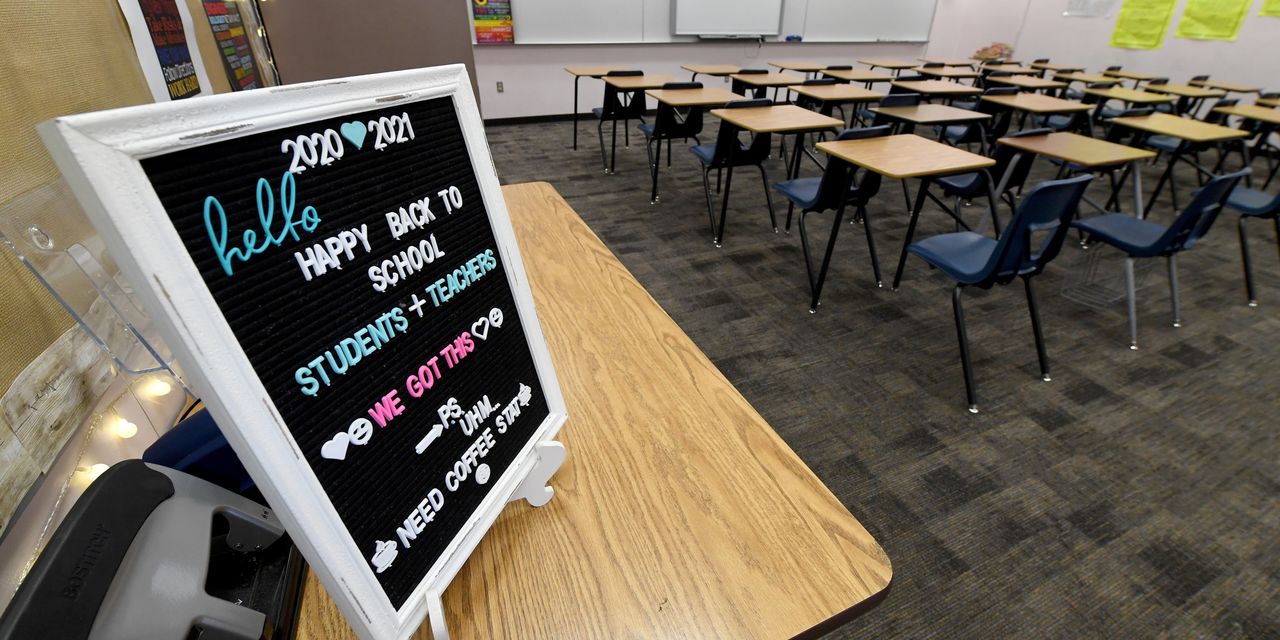 2020 2021
hello
HAPPY BACK TO
SCHOOL
STUDENTS + TEACHERS
WE GOT THIS
PS
UHM...
NEED COFFEE STAT
BOSTITCH